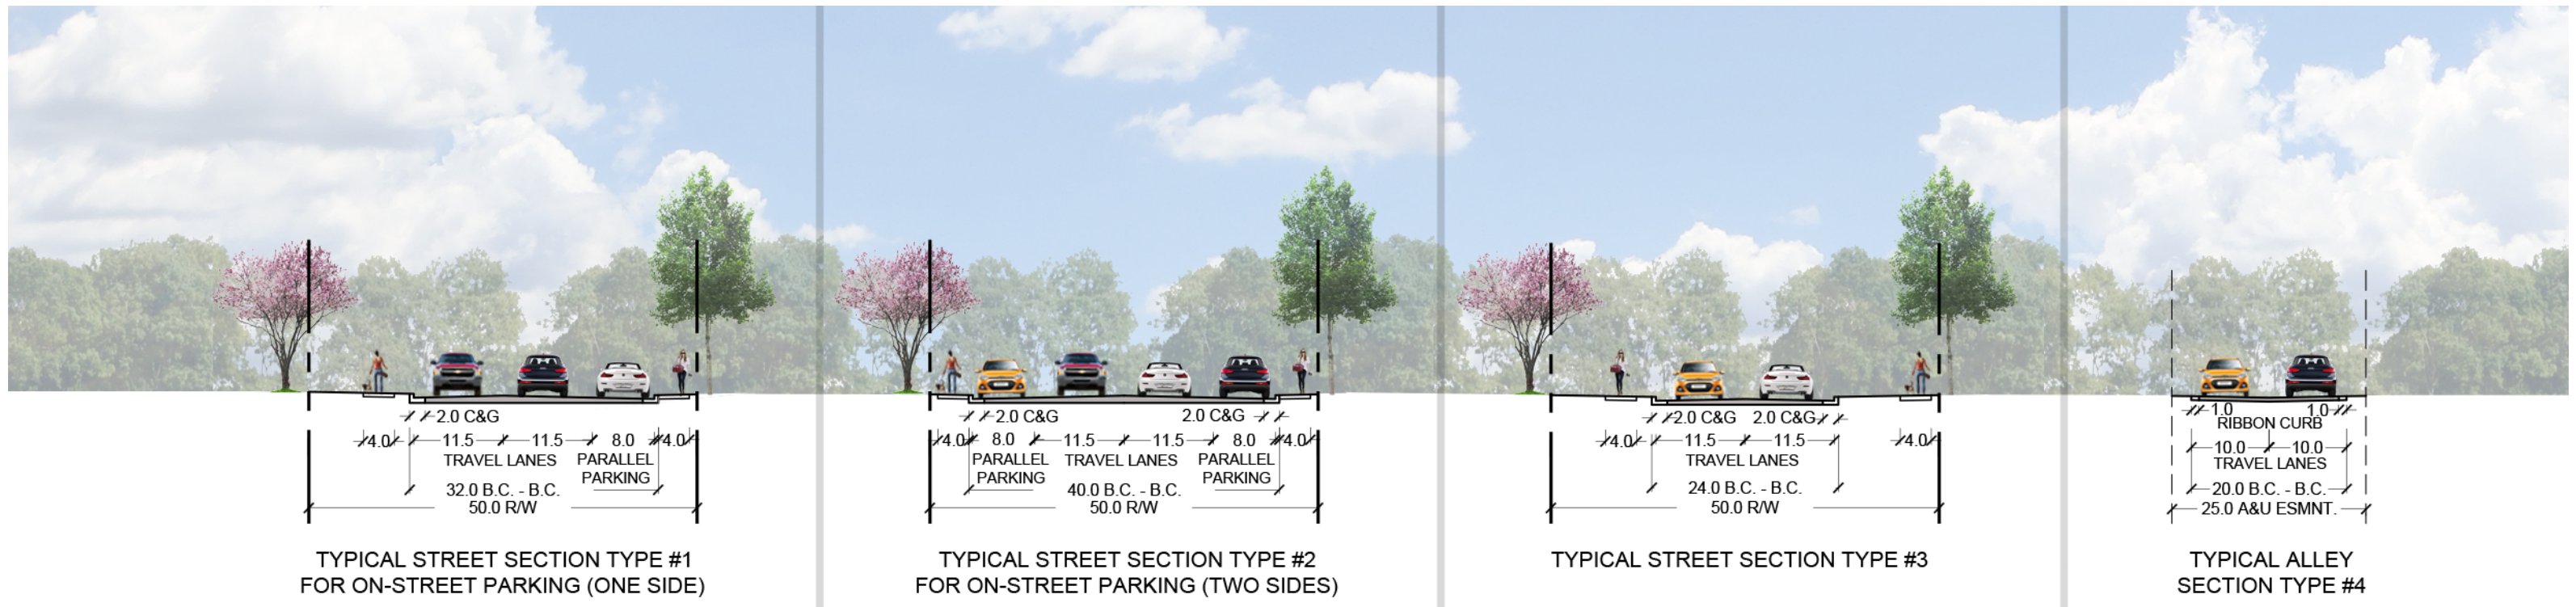 2.0 C&G
4.0 11.5 11.5 8.0 4.0
TRAVEL LANES PARALLEL
PARKING
32.0 B.C. - B.C.
50.0 R/W
TYPICAL STREET SECTION TYPE #1
FOR ON-STREET PARKING (ONE SIDE)
2.0 C&G 2.0 C&G
4.0 8.0 11.5 11.5 8.0 4.0
PARALLEL TRAVEL LANES PARALLEL
PARKING PARKING
40.0 B.C. - B.C.
50.0 R/W
TYPICAL STREET SECTION TYPE #2
FOR ON-STREET PARKING (TWO SIDES)
2.0 C&G 2.0 C&G
4.0 11.5 11.5 4.0
TRAVEL LANES
24.0 B.C. - B.C.
50.0 R/W
TYPICAL STREET SECTION TYPE #3
1.0 1.0
RIBBON CURB
10.0 10.0
TRAVEL LANES
20.0 B.C. - B.C.
25.0 A&U ESMNT.
TYPICAL ALLEY
SECTION TYPE #4